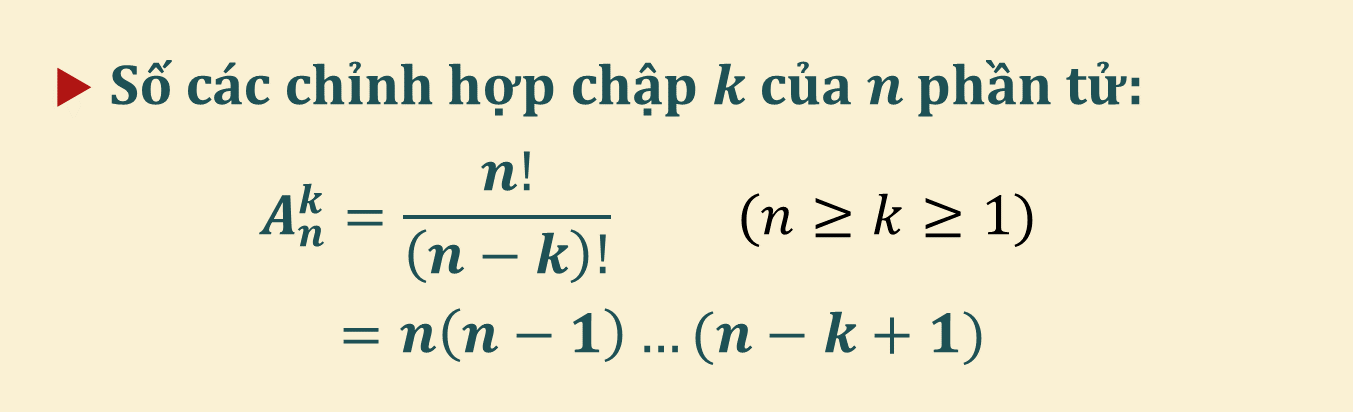 Số các chỉnh hợp chập k của n phần tử:
A_n^k = n! / (n − k)! (n ≥ k ≥ 1)
= n(n − 1) … (n − k + 1)